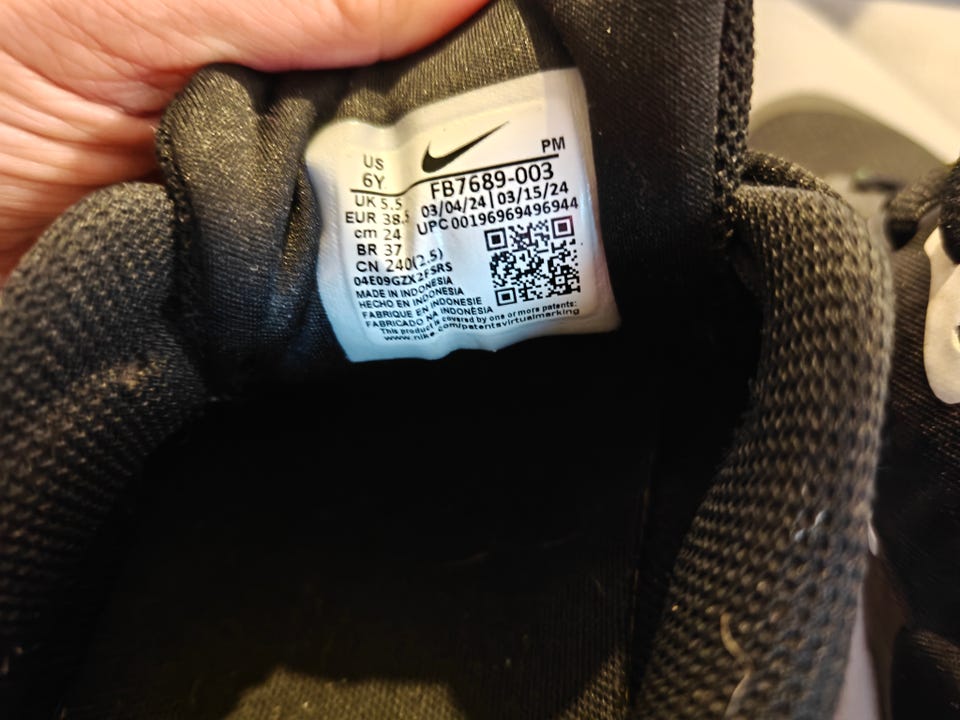 PM
US
6Y
FB7689-003
UK 5.5
03/04/24 | 03/15/24
EUR 38.5
UPC 00196969496944
cm 24
BR 37
CN 240(2.5)
MADE IN INDONESIA
HECHO EN INDONESIA
FABRIQUE EN INDONESIE
FABRICADO NA INDONÉSIA
This product is covered by one or more patents:
www.nike.com/patentsvirtualmarking